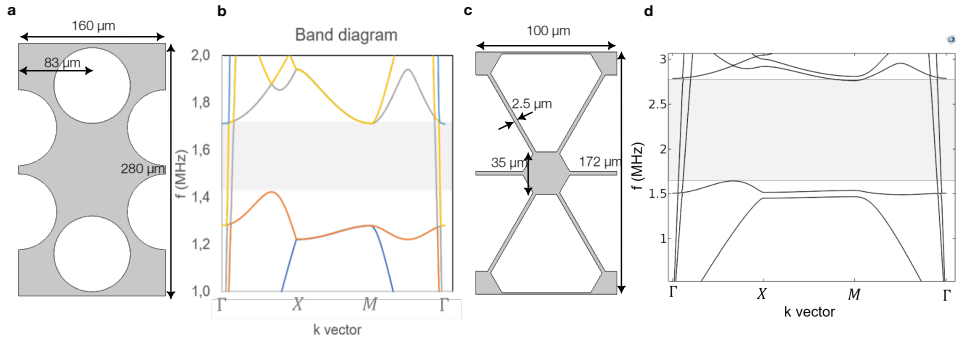 a
160 µm
83 µm
280 µm
b
Band diagram
2,0
1,8
1,6
1,4
1,2
1,0
f (MHz)
Γ X M Γ
k vector
c
100 µm
2.5 µm
35 µm
172 µm
d
3
2.5
2
1.5
1
f (MHz)
Γ X M Γ
k vector